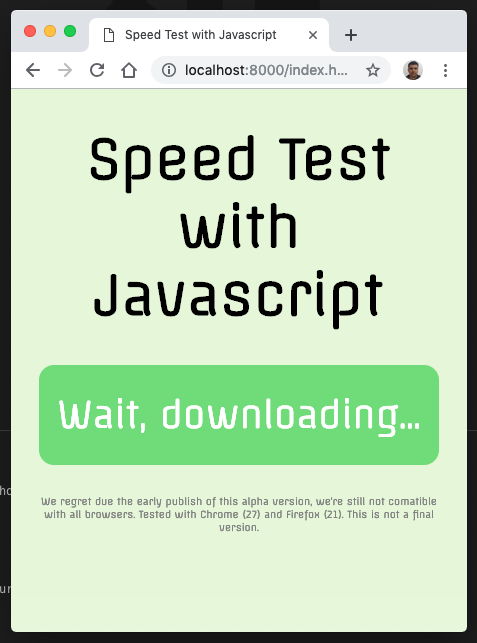 Speed Test with Javascript
localhost:8000/index.h...
Speed Test
with
Javascript
Wait, downloading...
We regret due the early publish of this alpha version, we're still not comatible
with all browsers. Tested with Chrome (27) and Firefox (21). This is not a final
version.